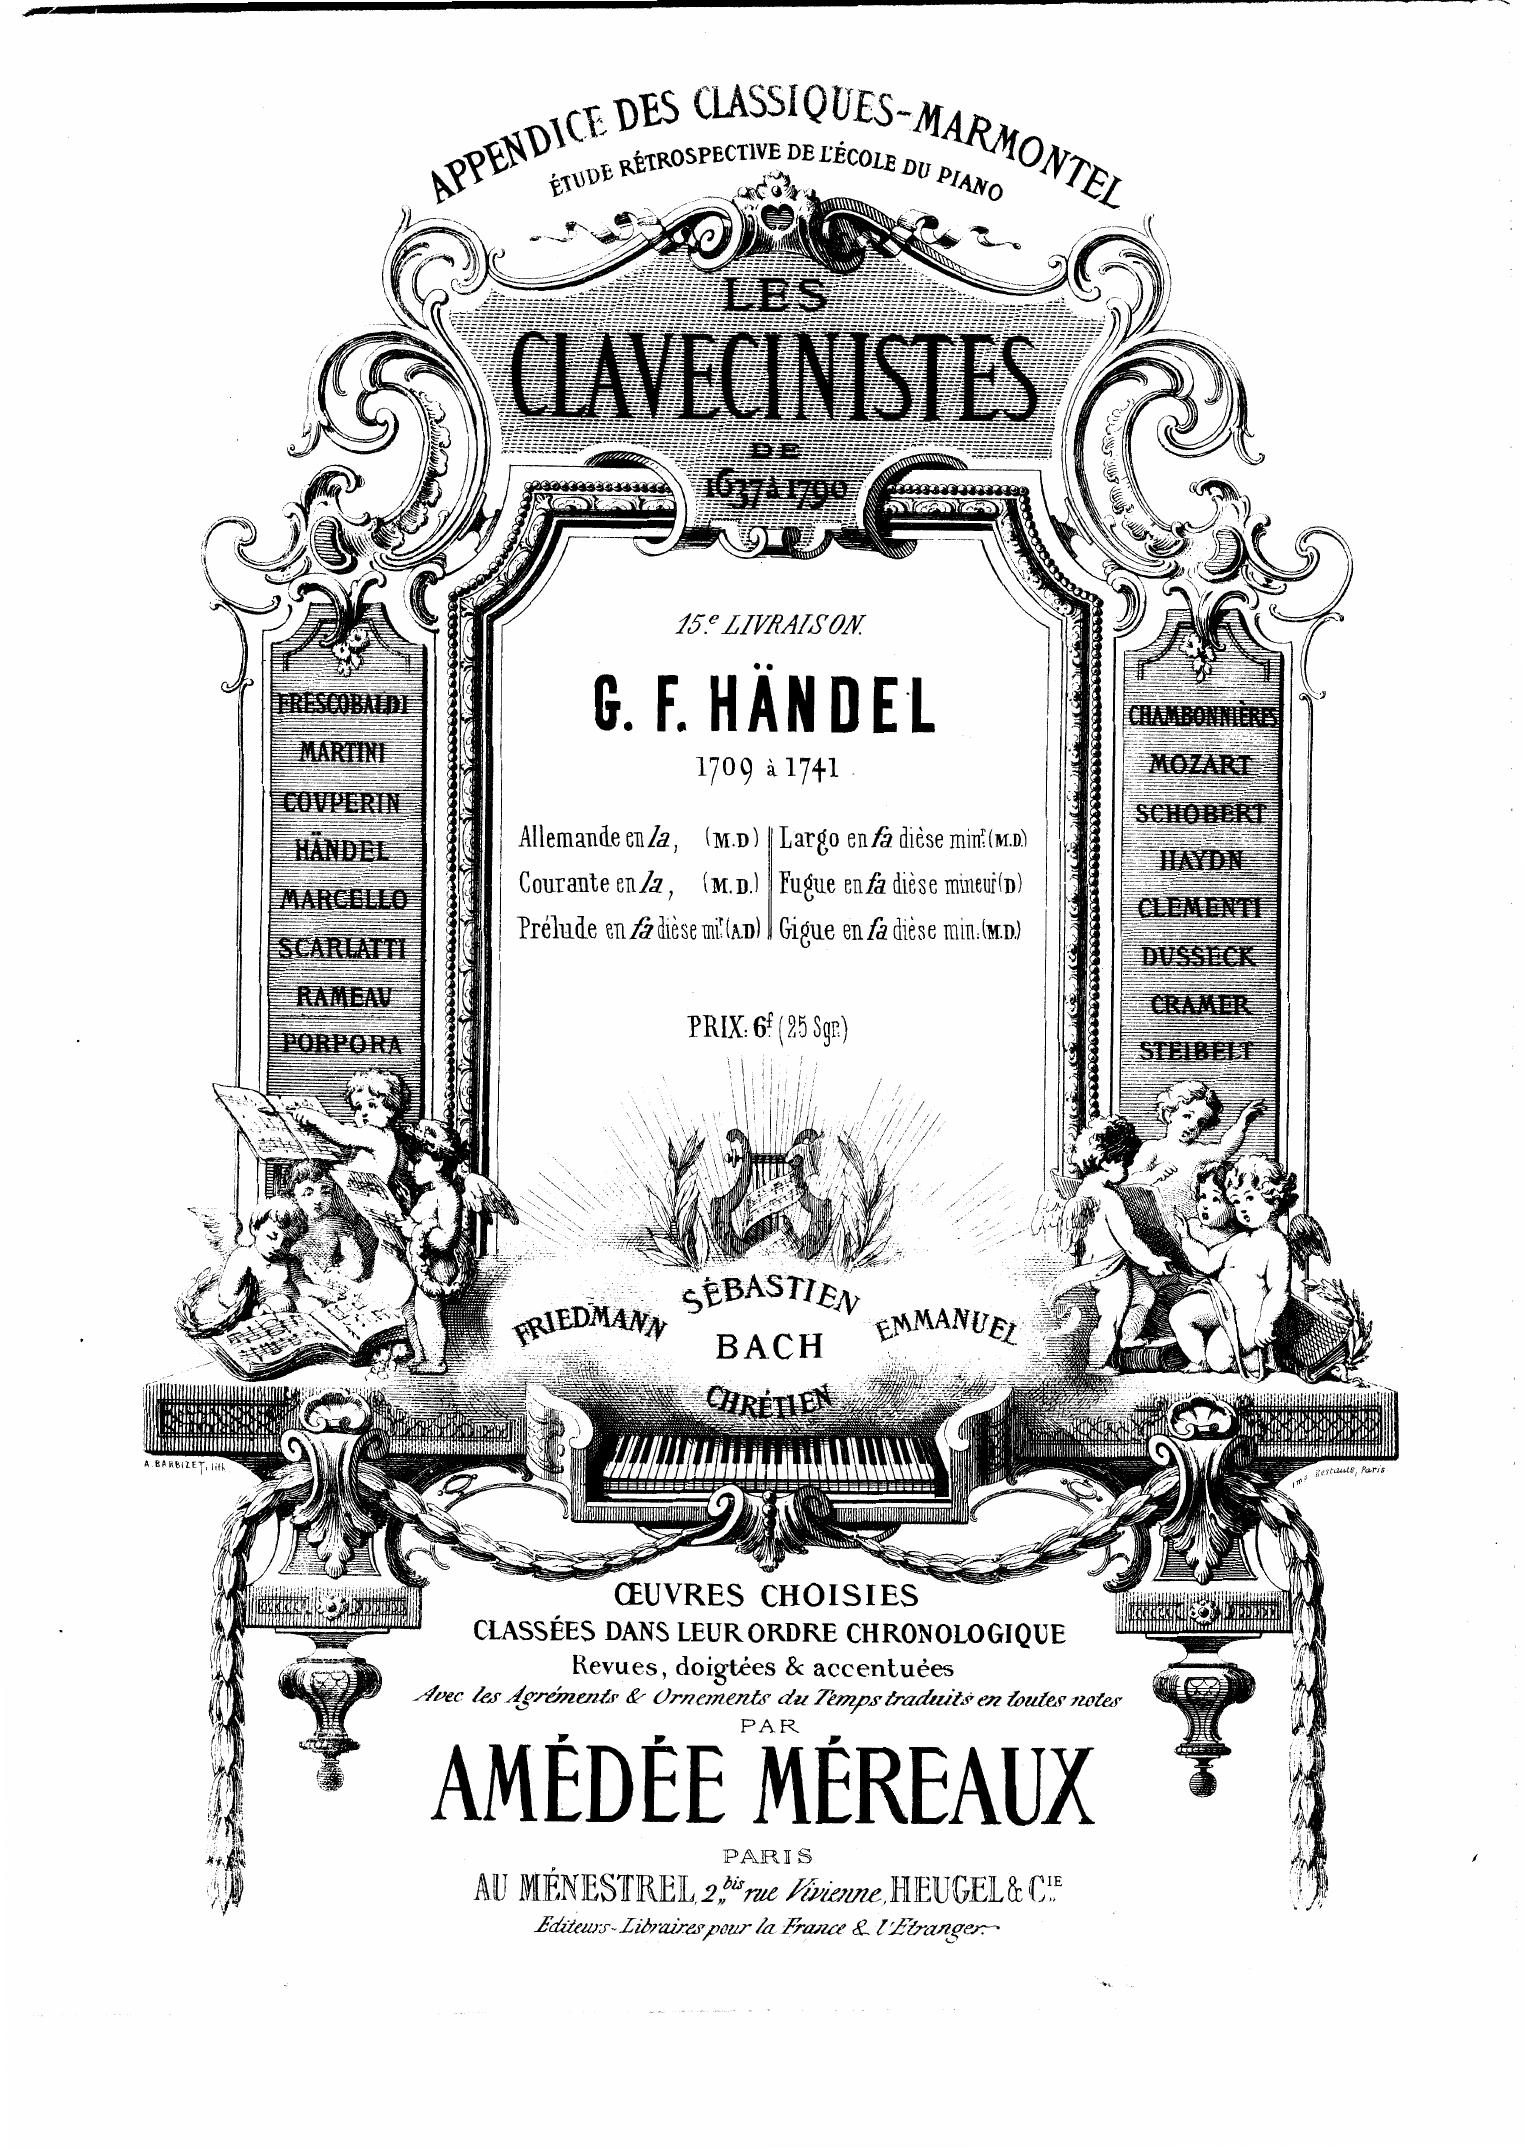 APPENDICE DES CLASSIQUES-MARMONTEL
ÉTUDE RÉTROSPECTIVE DE L'ÉCOLE DU PIANO
LES
CLAVECINISTES
DE
1637 à 1790
15.e LIVRAISON.
G. F. HÄNDEL
1709 à 1741
Allemande en la, (M.D)
Courante en la, (M.D.)
Prélude en fa dièse mi.r (A.D)
Largo en fa dièse min.r (M.D.)
Fugue en fa dièse mineur (D)
Gigue en fa dièse min. (M.D.)
PRIX: 6f (25 Sgr.)
FRESCOBALDI
MARTINI
COVPERIN
HÄNDEL
MARCELLO
SCARLATTI
RAMEAU
PORPORA
CHAMBONNIÈRES
MOZART
SCHOBERT
HAYDN
CLEMENTI
DUSSECK
CRAMER
STEIBELT
FRIEDMANN SÉBASTIEN EMMANUEL
BACH
CHRÉTIEN
A. BARBIZET, lith
Paris
ŒUVRES CHOISIES
CLASSÉES DANS LEUR ORDRE CHRONOLOGIQUE
Revues, doigtées & accentuées
Avec les Agréments & Ornements du Temps traduits en toutes notes
PAR
AMÉDÉE MÉREAUX
PARIS
AU MÉNESTREL, 2 bis rue Vivienne, HEUGEL & CIE
Editeurs-Libraires pour la France & l'Etranger.